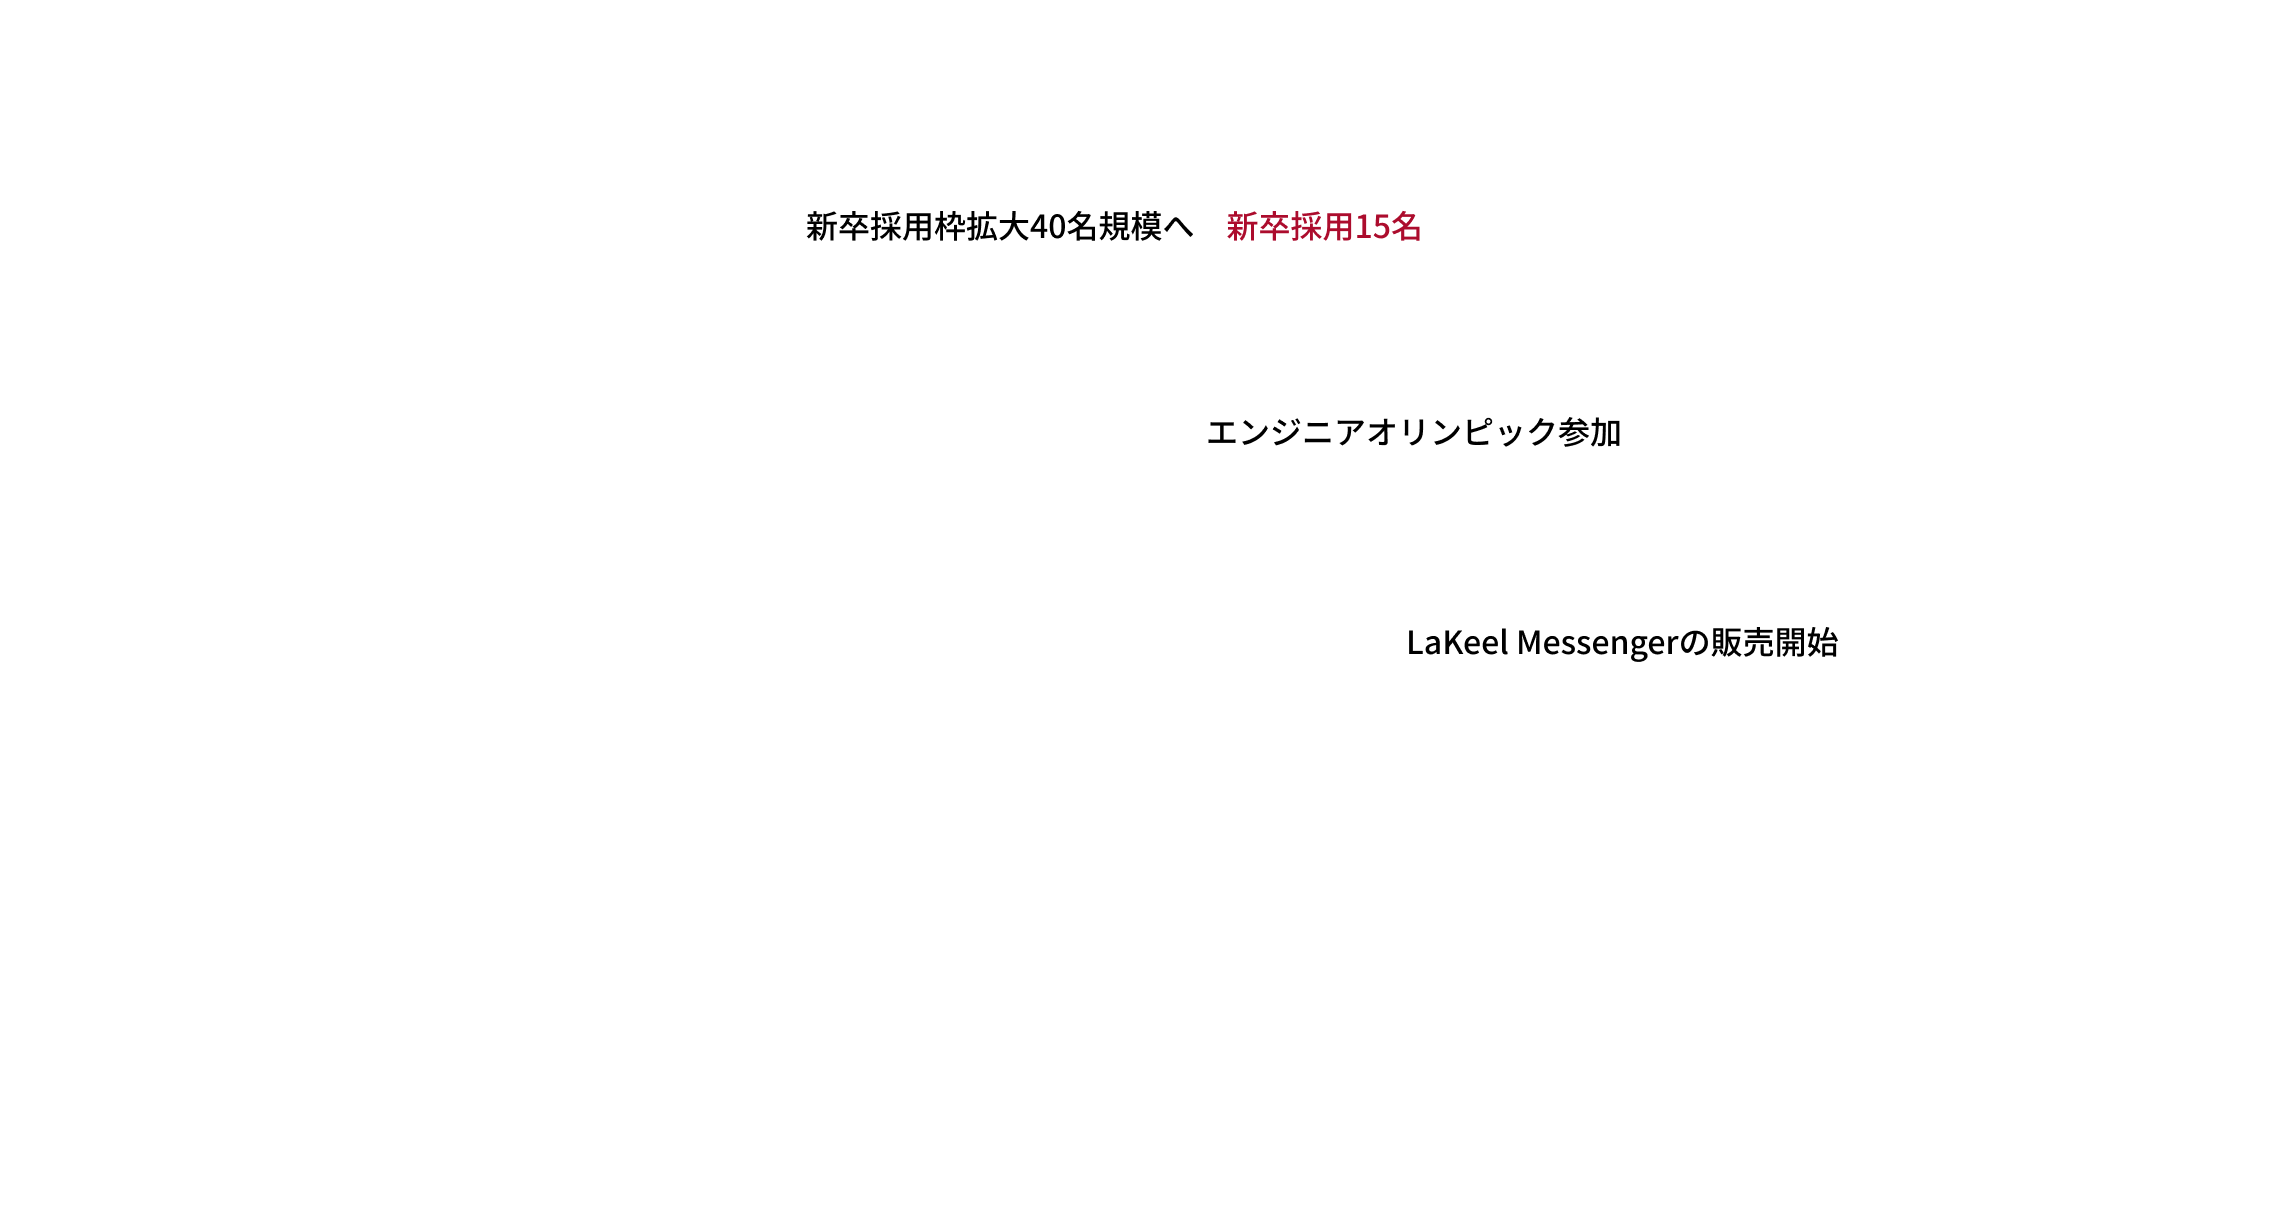 新卒採用枠拡大40名規模へ　新卒採用15名
エンジニアオリンピック参加
LaKeel Messengerの販売開始